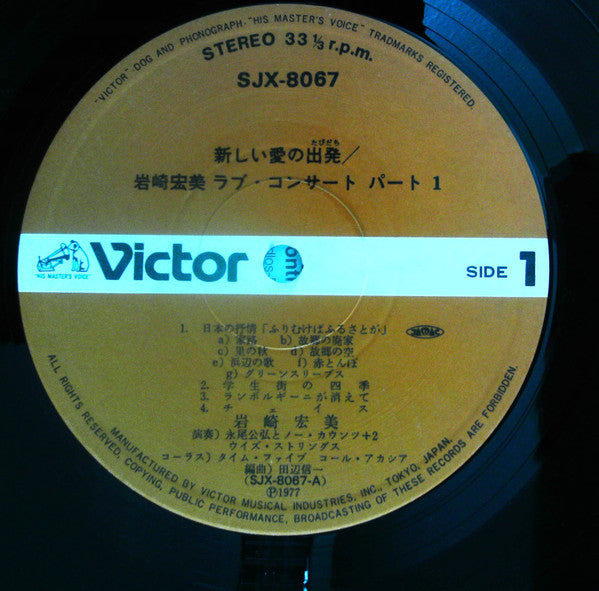 "VICTOR" DOG AND PHONOGRAPH·"HIS MASTER'S VOICE" TRADMARKS REGISTERED.
STEREO 33⅓ r.p.m.
SJX-8067
たびだち
新しい愛の出発/
岩崎宏美 ラブ・コンサート パート 1
"HIS MASTER'S VOICE"
Victor
SIDE 1
1. 日本の抒情「ふりむけばふるさとが」
JASRAC
a) 家路 b) 故郷の廃家
c) 里の秋 d) 故郷の空
e) 浜辺の歌 f) 赤とんぼ
g) グリーンスリーブス
2. 学生街の四季
3. ランボルギーニが消えて
4. チェイス
岩崎宏美
演奏) 永尾公弘とノー・カウンツ+2
ウイズ・ストリングス
コーラス) タイム・ファイブ コール・アカシア
編曲) 田辺信一
(SJX-8067-A)
Ⓟ1977
MANUFACTURED BY VICTOR MUSICAL INDUSTRIES, INC., TOKYO, JAPAN.
ALL RIGHTS RESERVED, COPYING, PUBLIC PERFORMANCE, BROADCASTING OF THESE RECORDS ARE FORBIDDEN.